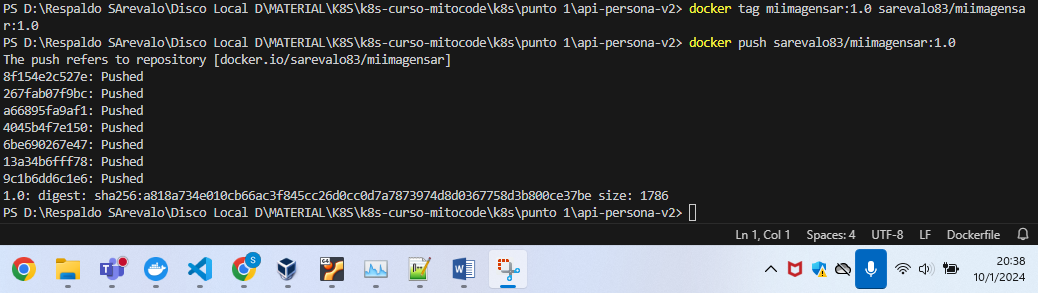 PS D:\Respaldo SArevalo\Disco Local D\MATERIAL\K8S\k8s-curso-mitocode\k8s\punto 1\api-persona-v2> docker tag miimagensar:1.0 sarevalo83/miimagensa
r:1.0
PS D:\Respaldo SArevalo\Disco Local D\MATERIAL\K8S\k8s-curso-mitocode\k8s\punto 1\api-persona-v2> docker push sarevalo83/miimagensar:1.0
The push refers to repository [docker.io/sarevalo83/miimagensar]
8f154e2c527e: Pushed
267fab07f9bc: Pushed
a66895fa9af1: Pushed
4045b4f7e150: Pushed
6be690267e47: Pushed
13a34b6fff78: Pushed
9c1b6dd6c1e6: Pushed
1.0: digest: sha256:a818a734e010cb66ac3f845cc26d0cc0d7a7873974d8d0367758d3b800ce37be size: 1786
PS D:\Respaldo SArevalo\Disco Local D\MATERIAL\K8S\k8s-curso-mitocode\k8s\punto 1\api-persona-v2>
Ln 1, Col 1 Spaces: 4 UTF-8 LF Dockerfile
20:38
10/1/2024